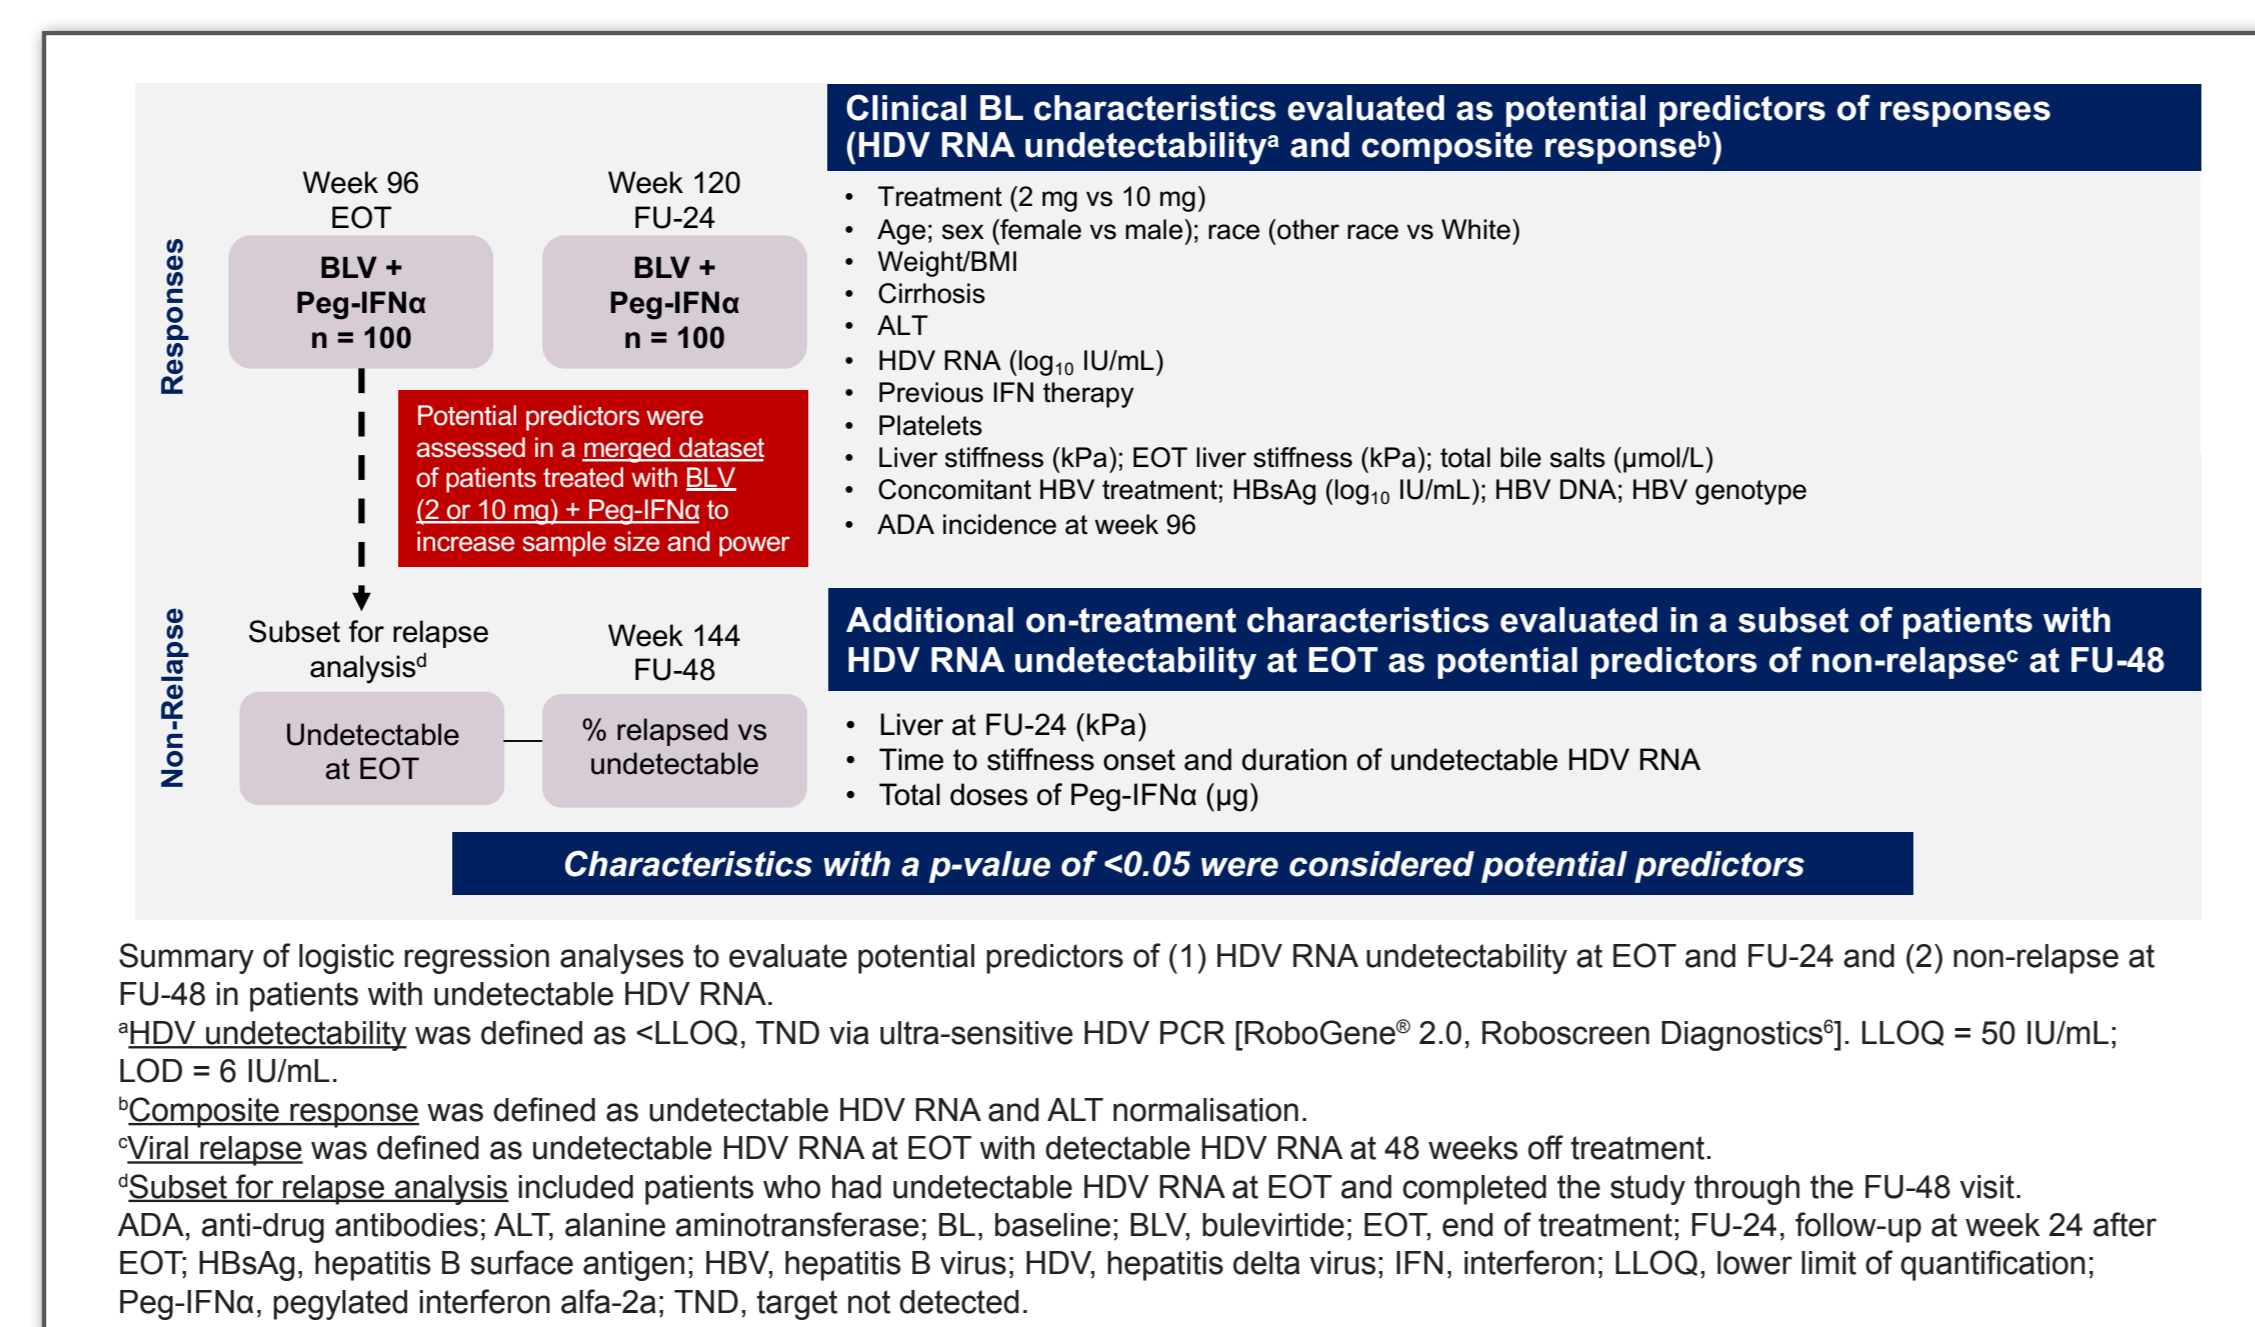 Clinical BL characteristics evaluated as potential predictors of responses
(HDV RNA undetectabilityᵃ and composite responseᵇ)
Responses
Week 96
EOT
BLV +
Peg-IFNα
n = 100
Week 120
FU-24
BLV +
Peg-IFNα
n = 100
Potential predictors were
assessed in a merged dataset
of patients treated with BLV
(2 or 10 mg) + Peg-IFNα to
increase sample size and power
• Treatment (2 mg vs 10 mg)
• Age; sex (female vs male); race (other race vs White)
• Weight/BMI
• Cirrhosis
• ALT
• HDV RNA (log₁₀ IU/mL)
• Previous IFN therapy
• Platelets
• Liver stiffness (kPa); EOT liver stiffness (kPa); total bile salts (μmol/L)
• Concomitant HBV treatment; HBsAg (log₁₀ IU/mL); HBV DNA; HBV genotype
• ADA incidence at week 96
Non-Relapse
Subset for relapse
analysisᵈ
Undetectable
at EOT
Week 144
FU-48
% relapsed vs
undetectable
Additional on-treatment characteristics evaluated in a subset of patients with
HDV RNA undetectability at EOT as potential predictors of non-relapseᶜ at FU-48
• Liver at FU-24 (kPa)
• Time to stiffness onset and duration of undetectable HDV RNA
• Total doses of Peg-IFNα (μg)
Characteristics with a p-value of <0.05 were considered potential predictors
Summary of logistic regression analyses to evaluate potential predictors of (1) HDV RNA undetectability at EOT and FU-24 and (2) non-relapse at
FU-48 in patients with undetectable HDV RNA.
ᵃHDV undetectability was defined as <LLOQ, TND via ultra-sensitive HDV PCR [RoboGene® 2.0, Roboscreen Diagnostics⁶]. LLOQ = 50 IU/mL;
LOD = 6 IU/mL.
ᵇComposite response was defined as undetectable HDV RNA and ALT normalisation.
ᶜViral relapse was defined as undetectable HDV RNA at EOT with detectable HDV RNA at 48 weeks off treatment.
ᵈSubset for relapse analysis included patients who had undetectable HDV RNA at EOT and completed the study through the FU-48 visit.
ADA, anti-drug antibodies; ALT, alanine aminotransferase; BL, baseline; BLV, bulevirtide; EOT, end of treatment; FU-24, follow-up at week 24 after
EOT; HBsAg, hepatitis B surface antigen; HBV, hepatitis B virus; HDV, hepatitis delta virus; IFN, interferon; LLOQ, lower limit of quantification;
Peg-IFNα, pegylated interferon alfa-2a; TND, target not detected.